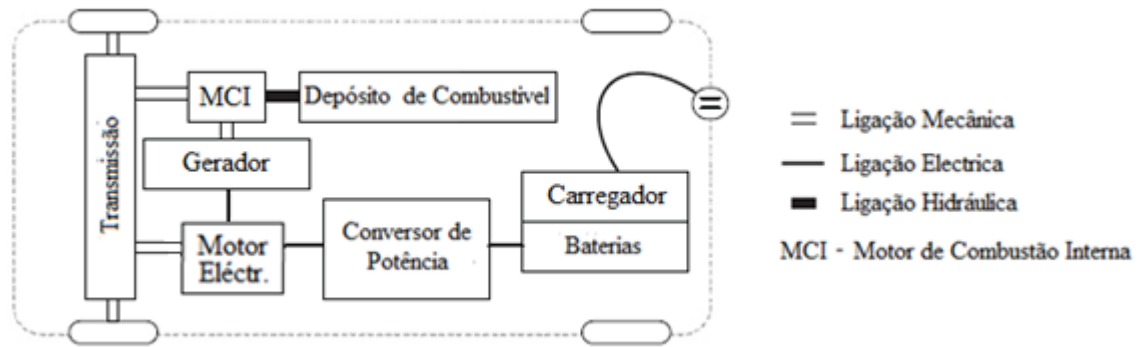 MCI
Depósito de Combustível
Transmissão
Gerador
Motor
Eléctr.
Conversor de
Potência
Carregador
Baterias
Ligação Mecânica
Ligação Electrica
Ligação Hidráulica
MCI - Motor de Combustão Interna